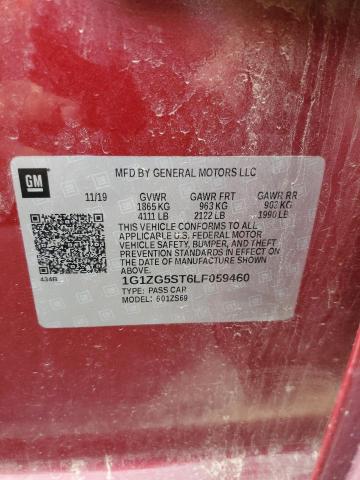 GM
MFD BY GENERAL MOTORS LLC
11/19 GVWR GAWR FRT GAWR RR
1865 KG 963 KG 903 KG
4111 LB 2122 LB 1990 LB
THIS VEHICLE CONFORMS TO ALL
APPLICABLE U.S. FEDERAL MOTOR
VEHICLE SAFETY, BUMPER, AND THEFT
PREVENTION STANDARDS IN EFFECT ON
THE DATE OF MANUFACTURE SHOWN
ABOVE.
1G1ZG5ST6LF059460
TYPE: PASS CAR
MODEL: 601ZS69